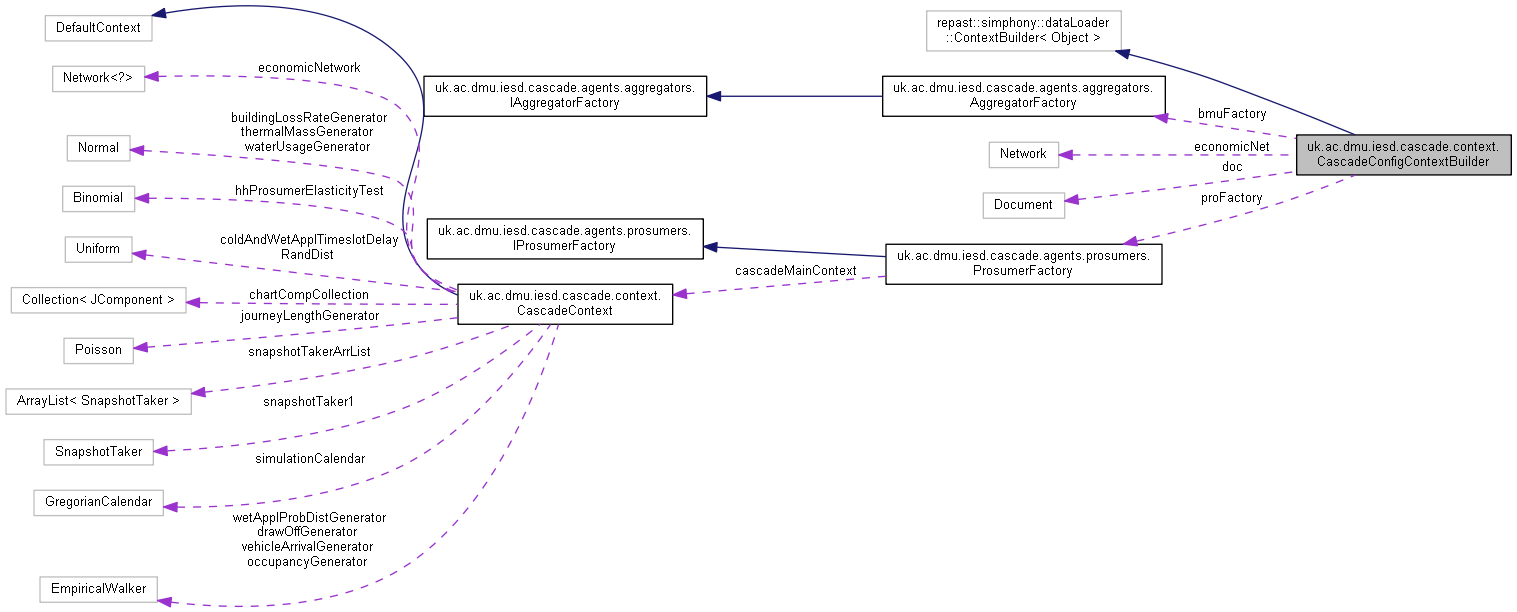 DefaultContext
Network<?>
Normal
Binomial
Uniform
Collection< JComponent >
Poisson
ArrayList< SnapshotTaker >
SnapshotTaker
GregorianCalendar
EmpiricalWalker
economicNetwork
buildingLossRateGenerator
thermalMassGenerator
waterUsageGenerator
hhProsumerElasticityTest
coldAndWetApplTimeslotDelay
RandDist
chartCompCollection
journeyLengthGenerator
snapshotTakerArrList
snapshotTaker1
simulationCalendar
wetApplProbDistGenerator
drawOffGenerator
vehicleArrivalGenerator
occupancyGenerator
uk.ac.dmu.iesd.cascade.agents.aggregators.
IAggregatorFactory
uk.ac.dmu.iesd.cascade.agents.prosumers.
IProsumerFactory
uk.ac.dmu.iesd.cascade.context.
CascadeContext
cascadeMainContext
repast::simphony::dataLoader
::ContextBuilder< Object >
uk.ac.dmu.iesd.cascade.agents.aggregators.
AggregatorFactory
Network
Document
uk.ac.dmu.iesd.cascade.agents.prosumers.
ProsumerFactory
bmuFactory
economicNet
doc
proFactory
uk.ac.dmu.iesd.cascade.context.
CascadeConfigContextBuilder